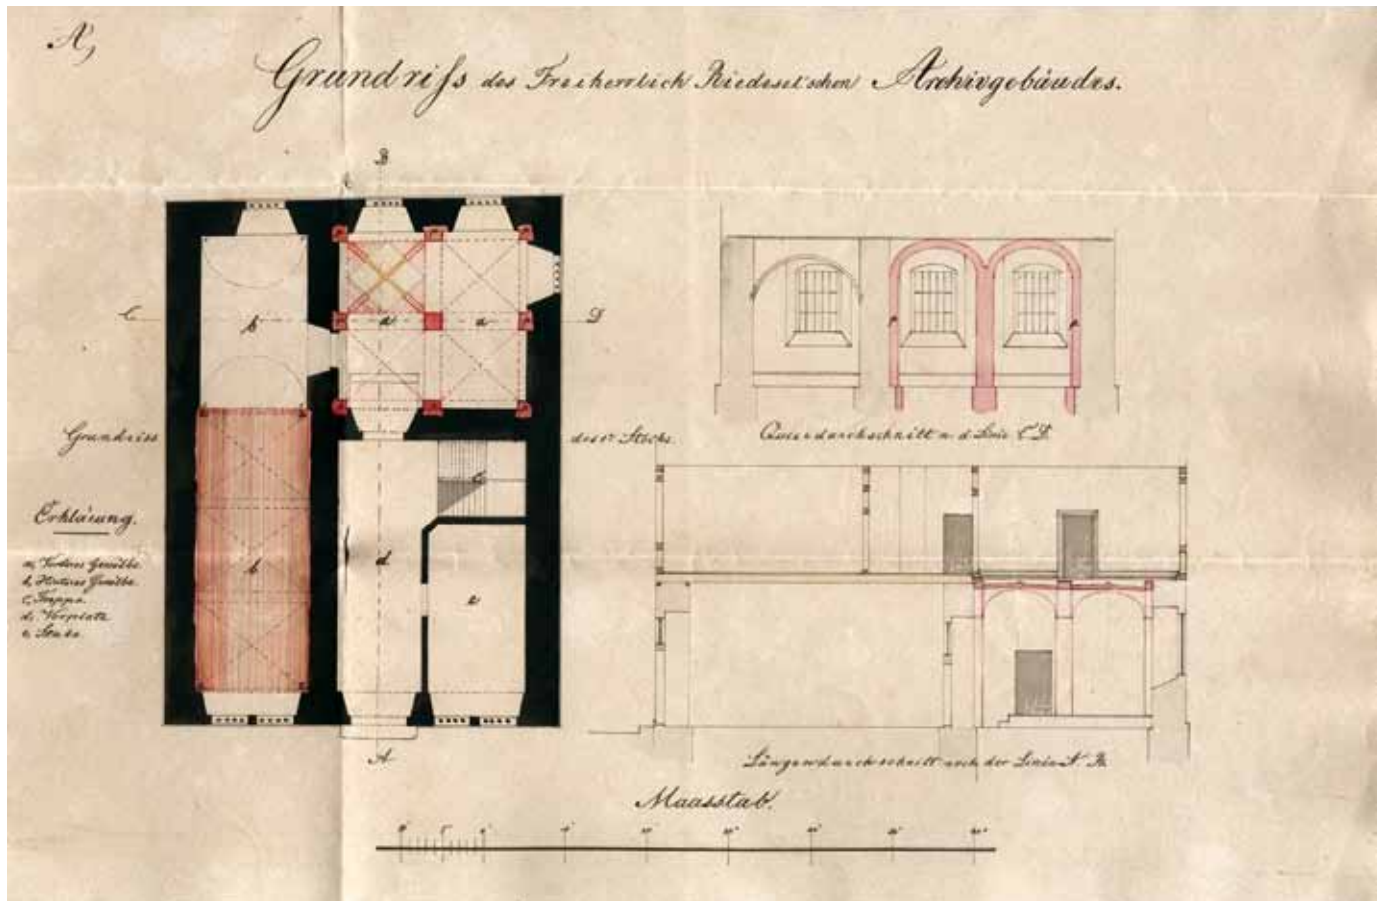 A,
Grundriss des Freiherrlich Riedesel'schen Archivgebäudes.
B
C
b
a
a
D
Grundriss
des 1r Stocks.
Querdurchschnitt n. d. Linie C D.
c
Erklärung.
a, Vorderes Gewölbe.
b, Hinteres Gewölbe.
c, Treppe.
d, Vorplatz
e, Stube.
b
d
e
A
Längendurchschnitt nach der Linie A. B.
Maasstab.